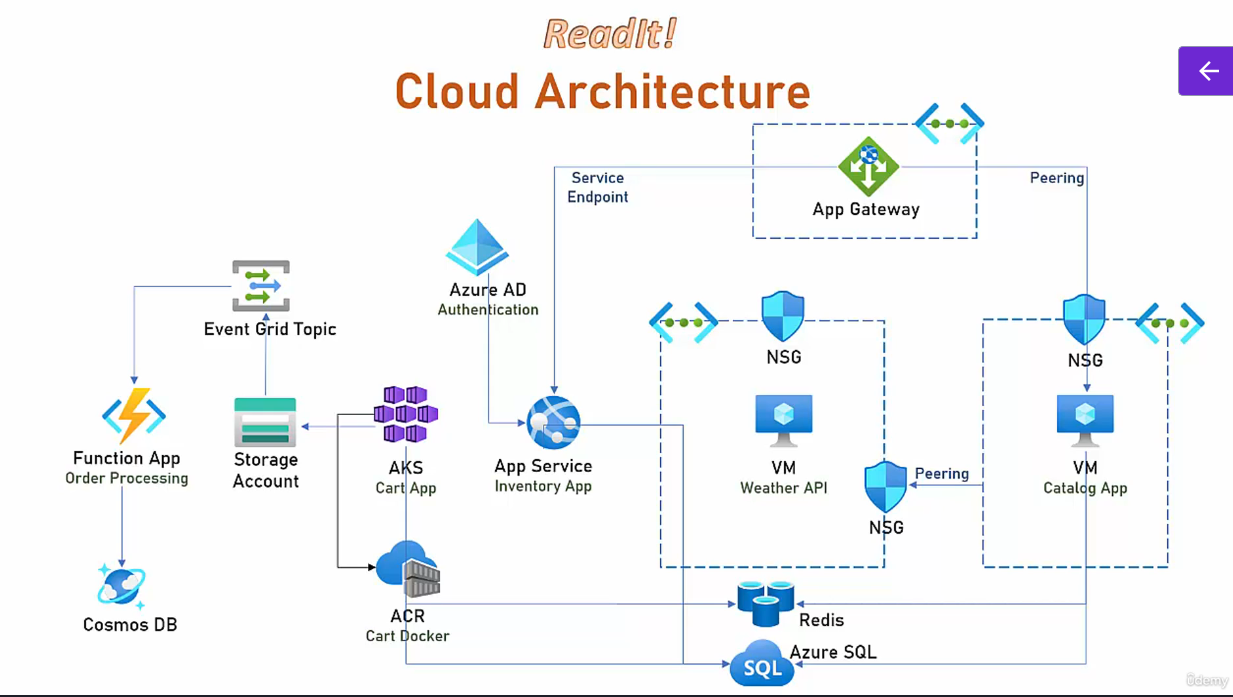 ReadIt!
Cloud Architecture
Service
Endpoint
Peering
App Gateway
Azure AD
Authentication
Event Grid Topic
NSG
NSG
Function App
Order Processing
Storage
Account
AKS
Cart App
App Service
Inventory App
VM
Weather API
Peering
NSG
VM
Catalog App
Cosmos DB
ACR
Cart Docker
Redis
SQL
Azure SQL
ûdemy